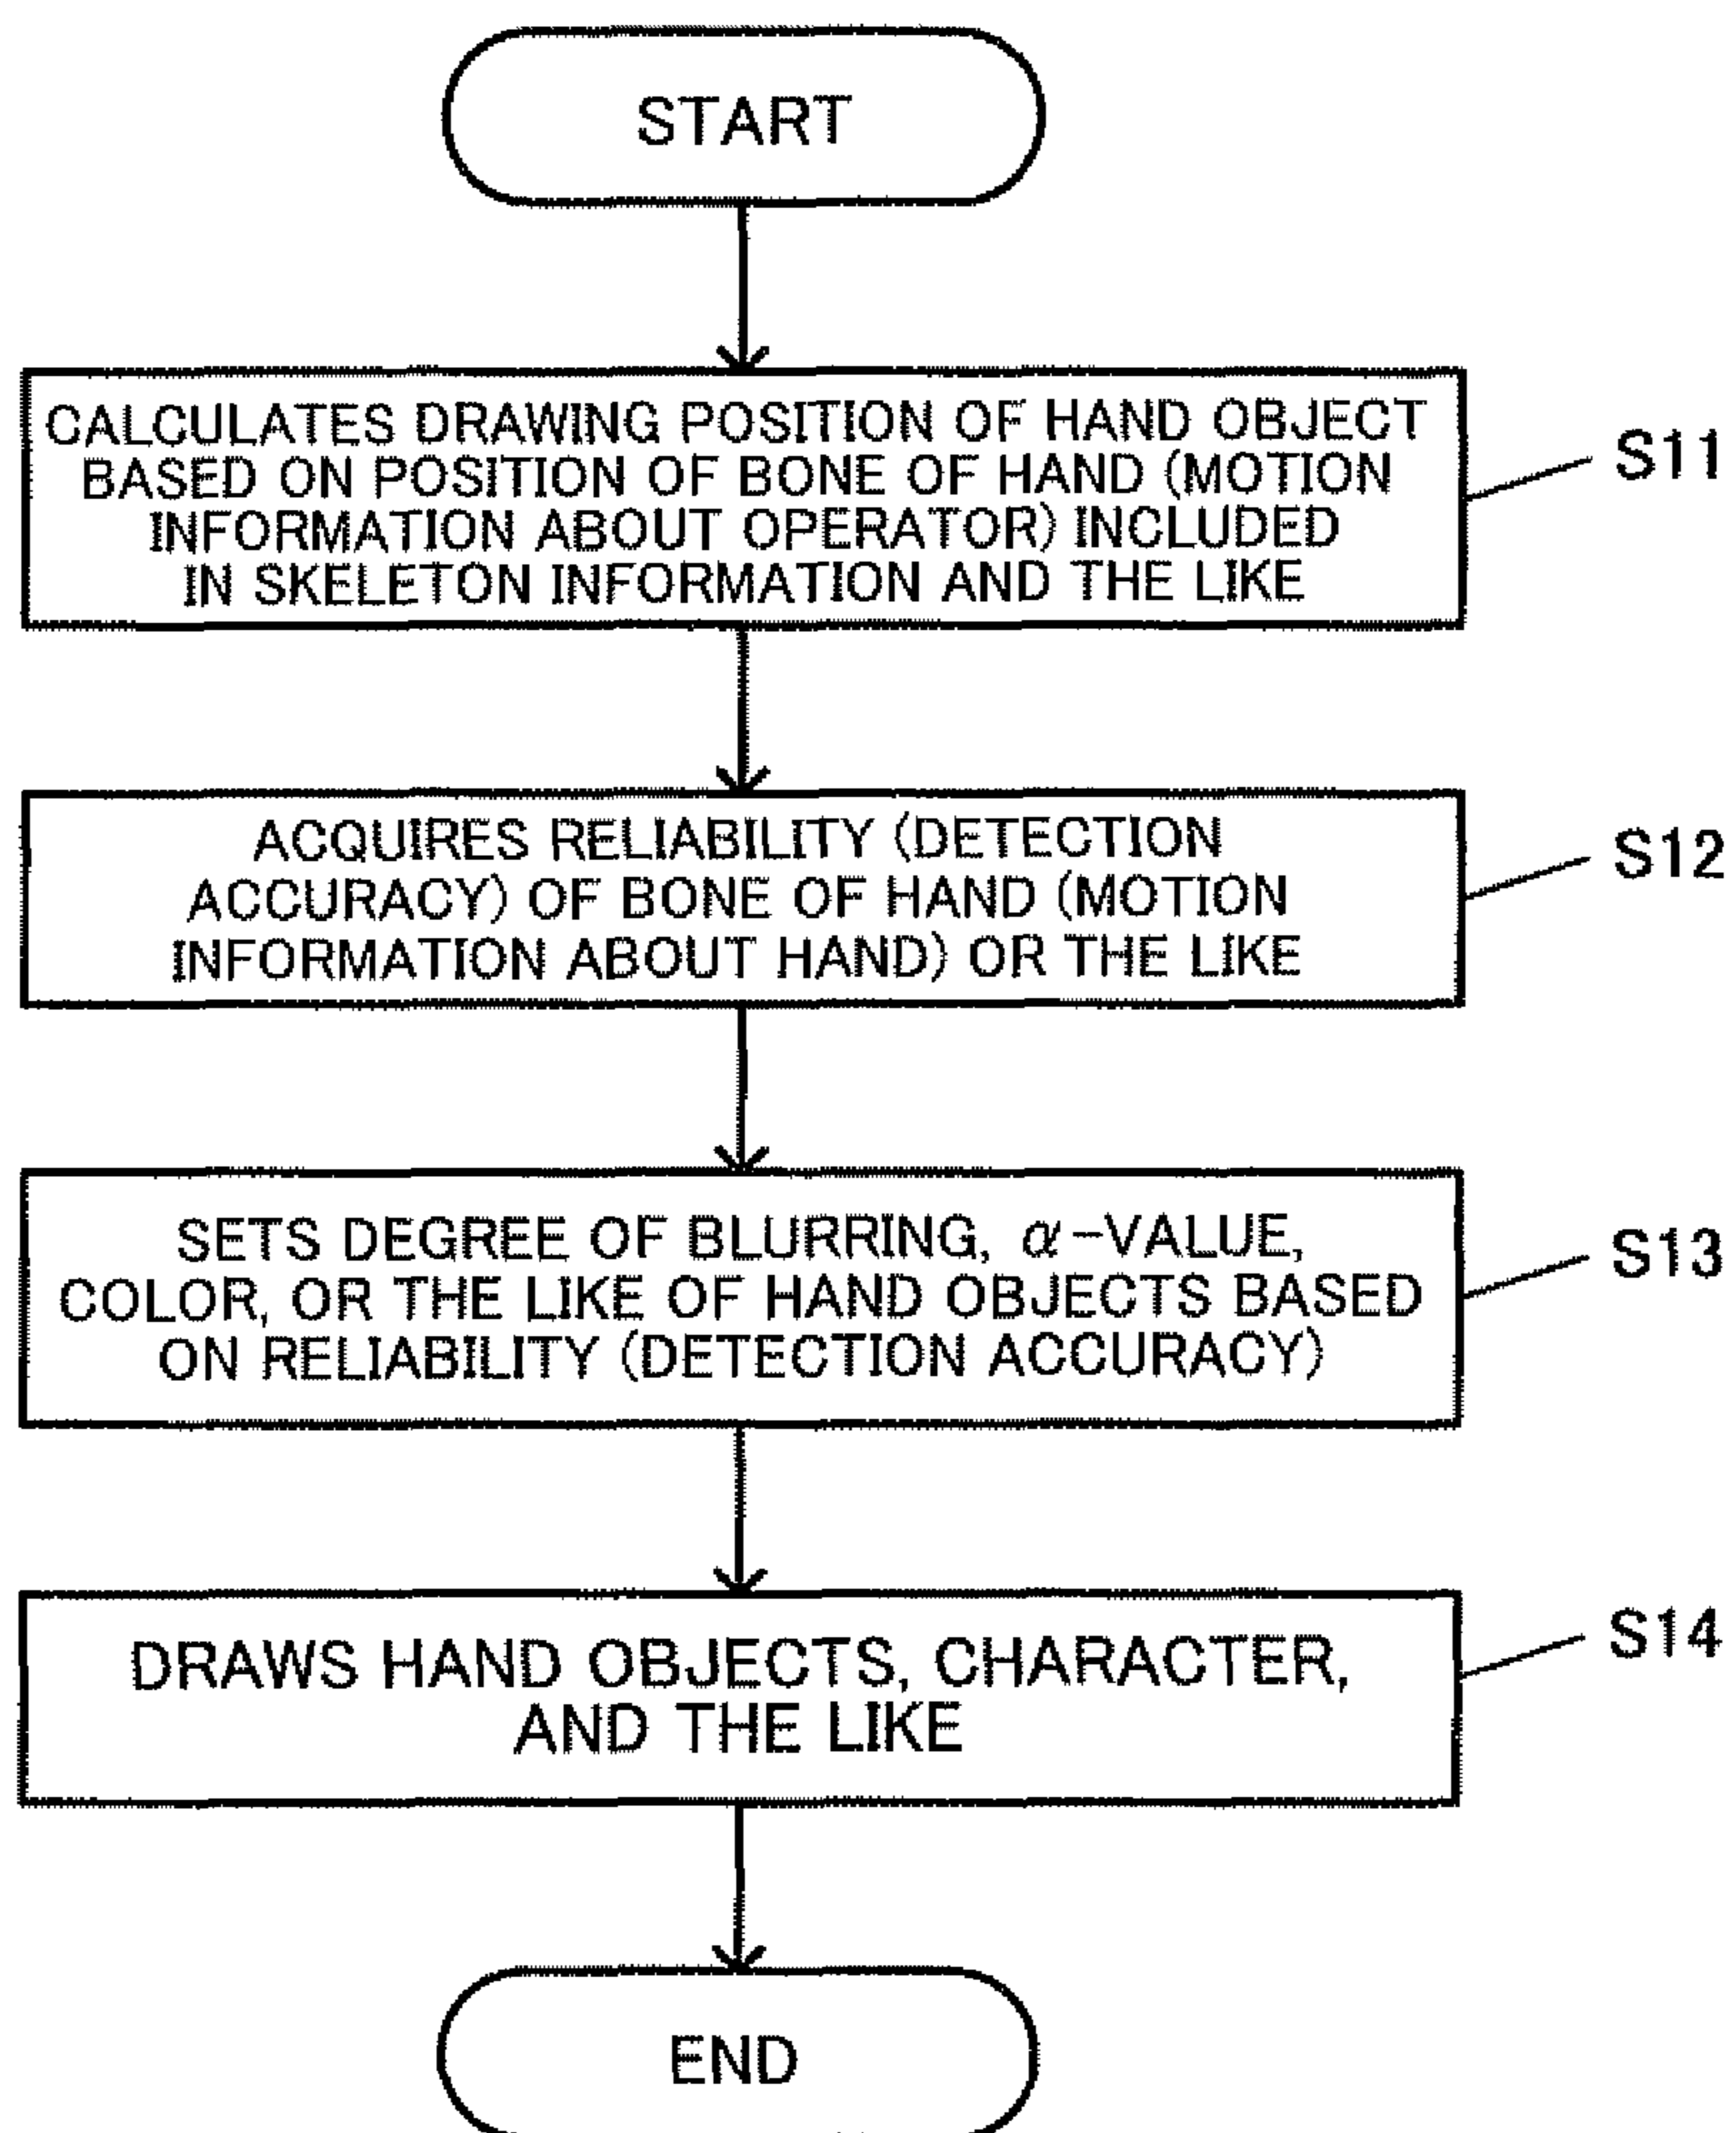 START
CALCULATES DRAWING POSITION OF HAND OBJECT
BASED ON POSITION OF BONE OF HAND (MOTION
INFORMATION ABOUT OPERATOR) INCLUDED
IN SKELETON INFORMATION AND THE LIKE
S11
ACQUIRES RELIABILITY (DETECTION
ACCURACY) OF BONE OF HAND (MOTION
INFORMATION ABOUT HAND) OR THE LIKE
S12
SETS DEGREE OF BLURRING, α-VALUE,
COLOR, OR THE LIKE OF HAND OBJECTS BASED
ON RELIABILITY (DETECTION ACCURACY)
S13
DRAWS HAND OBJECTS, CHARACTER,
AND THE LIKE
S14
END